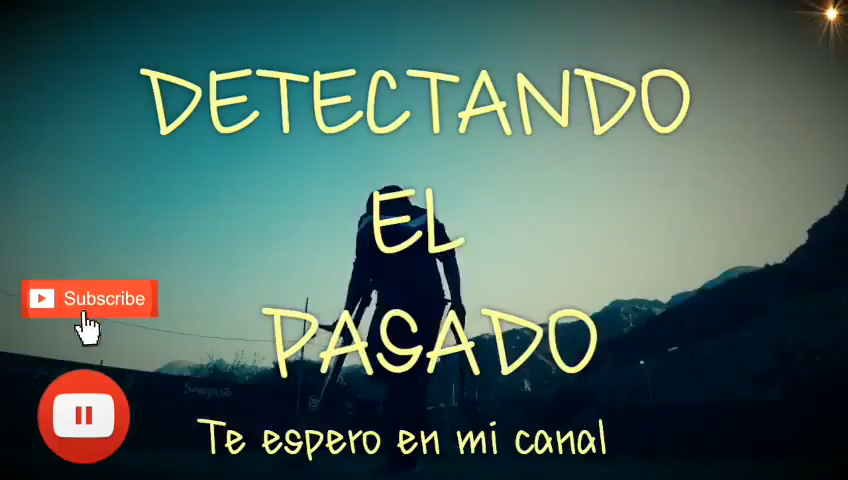 DETECTANDO
EL
Subscribe
PASADO
Te espero en mi canal